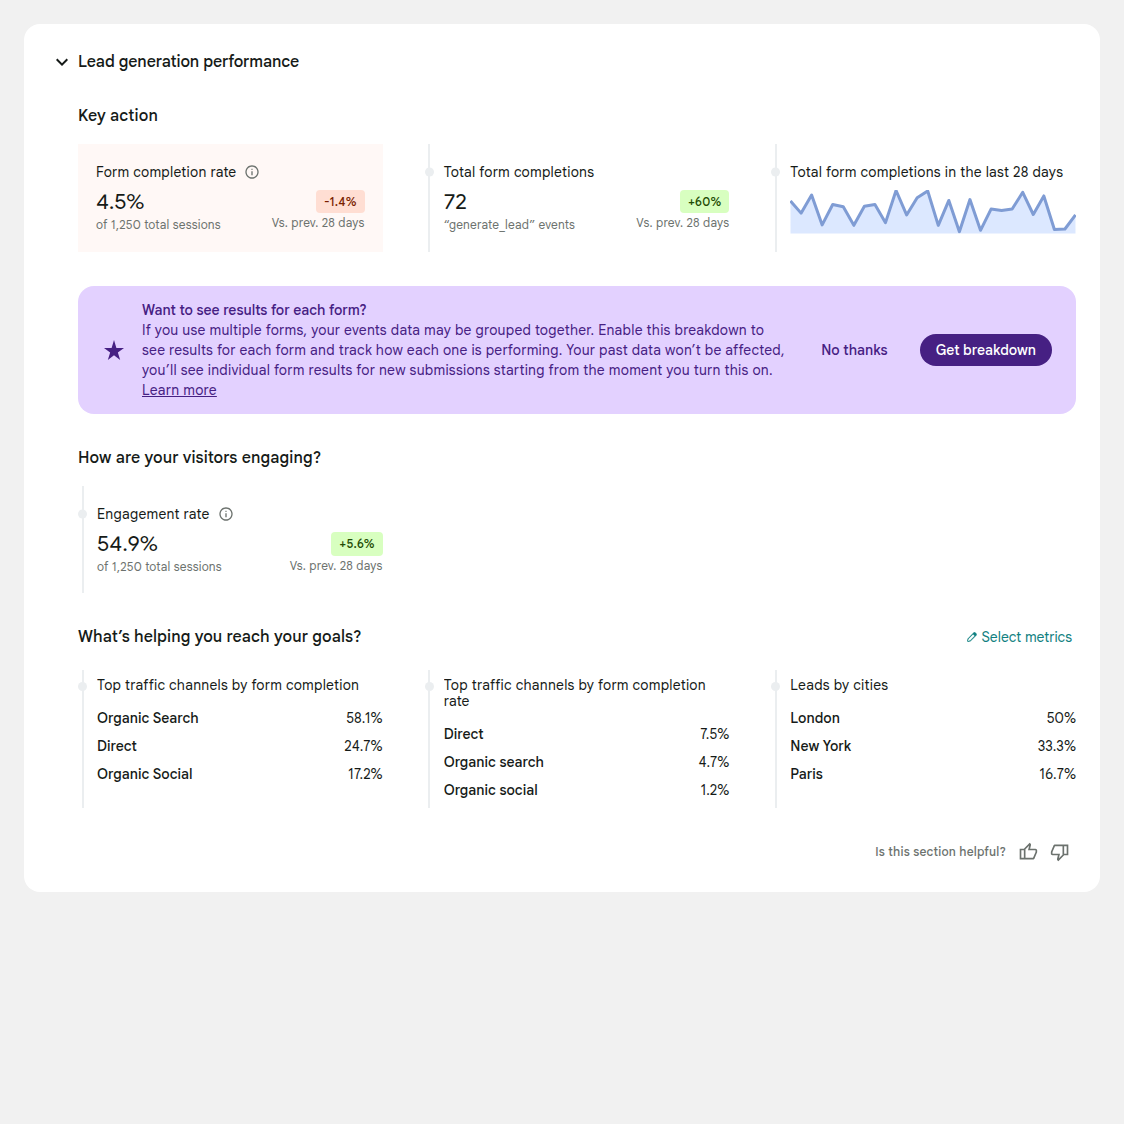 Lead generation performance
Key action
Form completion rate
4.5%
-1.4%
of 1,250 total sessions
Vs. prev. 28 days
Total form completions
72
+60%
“generate_lead” events
Vs. prev. 28 days
Total form completions in the last 28 days
Want to see results for each form?
If you use multiple forms, your events data may be grouped together. Enable this breakdown to
see results for each form and track how each one is performing. Your past data won’t be affected,
you’ll see individual form results for new submissions starting from the moment you turn this on.
Learn more
No thanks
Get breakdown
How are your visitors engaging?
Engagement rate
54.9%
+5.6%
of 1,250 total sessions
Vs. prev. 28 days
What’s helping you reach your goals?
Select metrics
Top traffic channels by form completion
Organic Search 58.1%
Direct 24.7%
Organic Social 17.2%
Top traffic channels by form completion
rate
Direct 7.5%
Organic search 4.7%
Organic social 1.2%
Leads by cities
London 50%
New York 33.3%
Paris 16.7%
Is this section helpful?